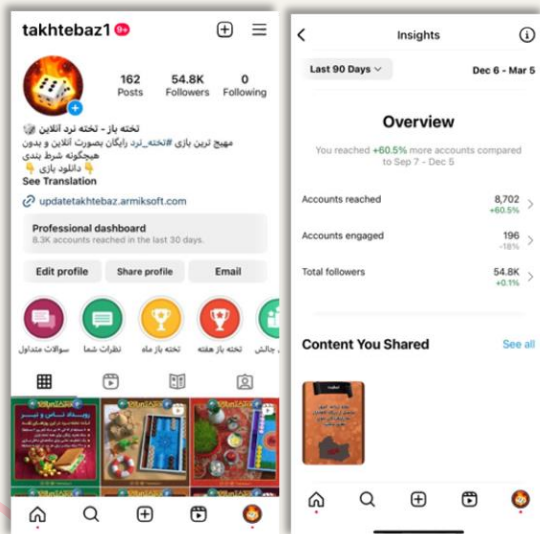 takhtebaz1 9+
162 54.8K 0
Posts Followers Following
تخته باز - تخته نرد آنلاین
مهیج ترین بازی #تخته_نرد رایگان بصورت آنلاین و بدون
هیچگونه شرط بندی
دانلود بازی
See Translation
updatetakhtebaz.armiksoft.com
Professional dashboard
8.3K accounts reached in the last 30 days.
Edit profile Share profile Email
سوالات متداول نظرات شما تخته باز ماه تخته باز هفته چالش
رویداد تاس و تیر
Insights
Last 90 Days Dec 6 - Mar 5
Overview
You reached +60.5% more accounts compared
to Sep 7 - Dec 5
Accounts reached 8,702
+60.5%
Accounts engaged 196
-18%
Total followers 54.8K
+0.1%
Content You Shared See all